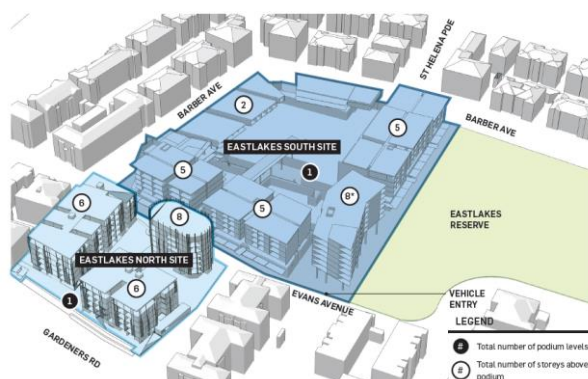 ST HELENA PDE
BARBER AVE
2
5
BARBER AVE
EASTLAKES SOUTH SITE
1
5
5
8*
6
8
EASTLAKES
RESERVE
EASTLAKES NORTH SITE
6
1
EVANS AVENUE
VEHICLE
ENTRY
GARDENERS RD
LEGEND
# Total number of podium levels
# Total number of storeys above
podium